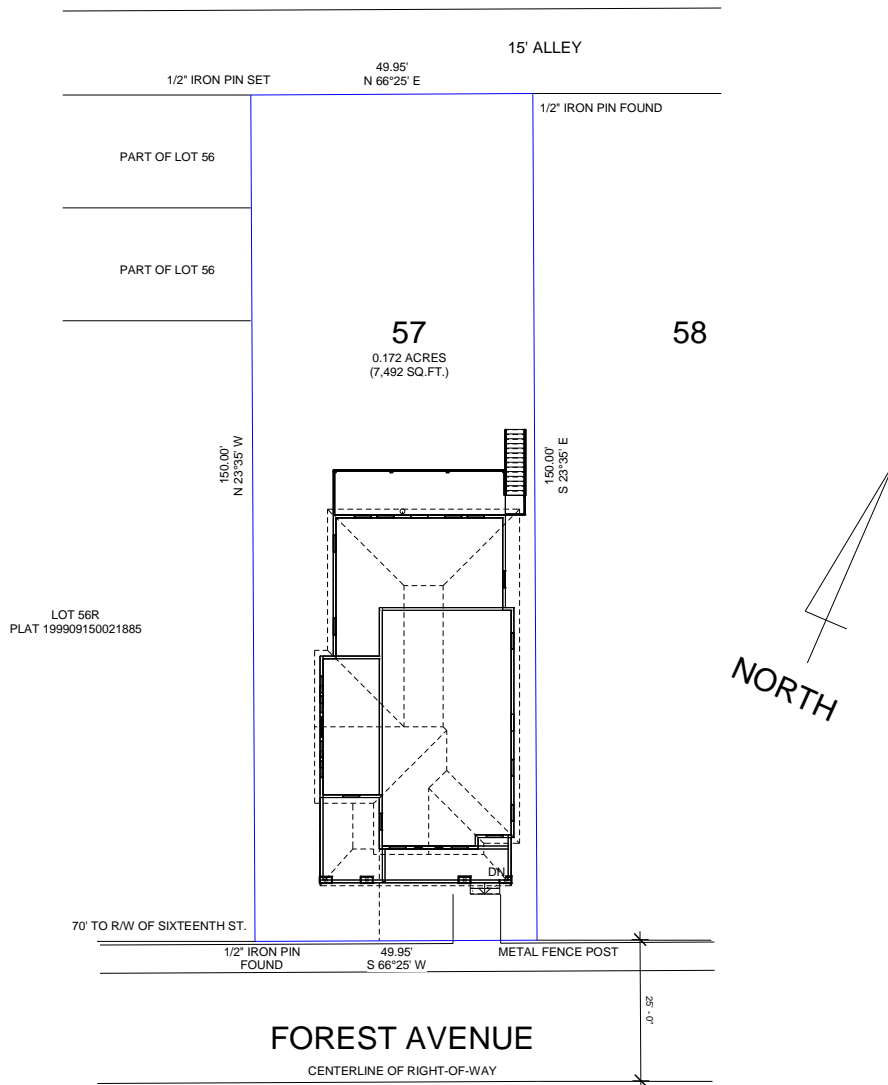 15' ALLEY
49.95'
N 66°25' E
1/2" IRON PIN SET
1/2" IRON PIN FOUND
PART OF LOT 56
PART OF LOT 56
57
0.172 ACRES
(7,492 SQ.FT.)
58
150.00'
N 23°35' W
150.00'
S 23°35' E
LOT 56R
PLAT 199909150021885
NORTH
DN
70' TO R/W OF SIXTEENTH ST.
1/2" IRON PIN
FOUND
49.95'
S 66°25' W
METAL FENCE POST
25'-0"
FOREST AVENUE
CENTERLINE OF RIGHT-OF-WAY